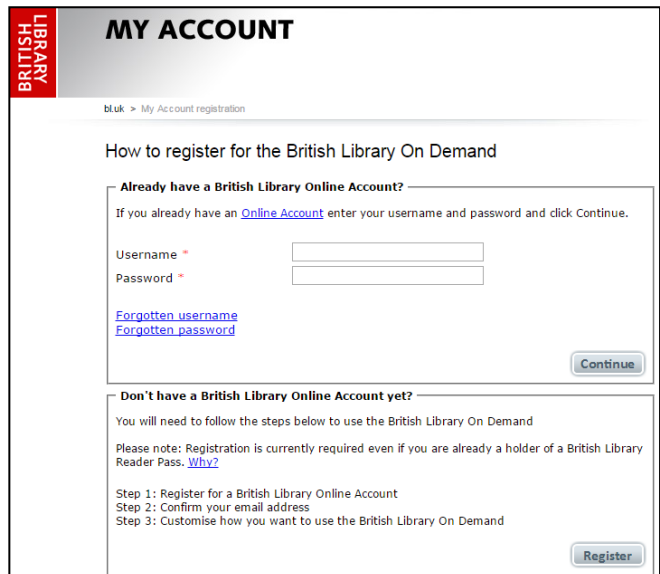 BRITISH
LIBRARY
MY ACCOUNT
bl.uk > My Account registration
How to register for the British Library On Demand
Already have a British Library Online Account?
If you already have an Online Account enter your username and password and click Continue.
Username *
Password *
Forgotten username
Forgotten password
Continue
Don't have a British Library Online Account yet?
You will need to follow the steps below to use the British Library On Demand
Please note: Registration is currently required even if you are already a holder of a British Library
Reader Pass. Why?
Step 1: Register for a British Library Online Account
Step 2: Confirm your email address
Step 3: Customise how you want to use the British Library On Demand
Register